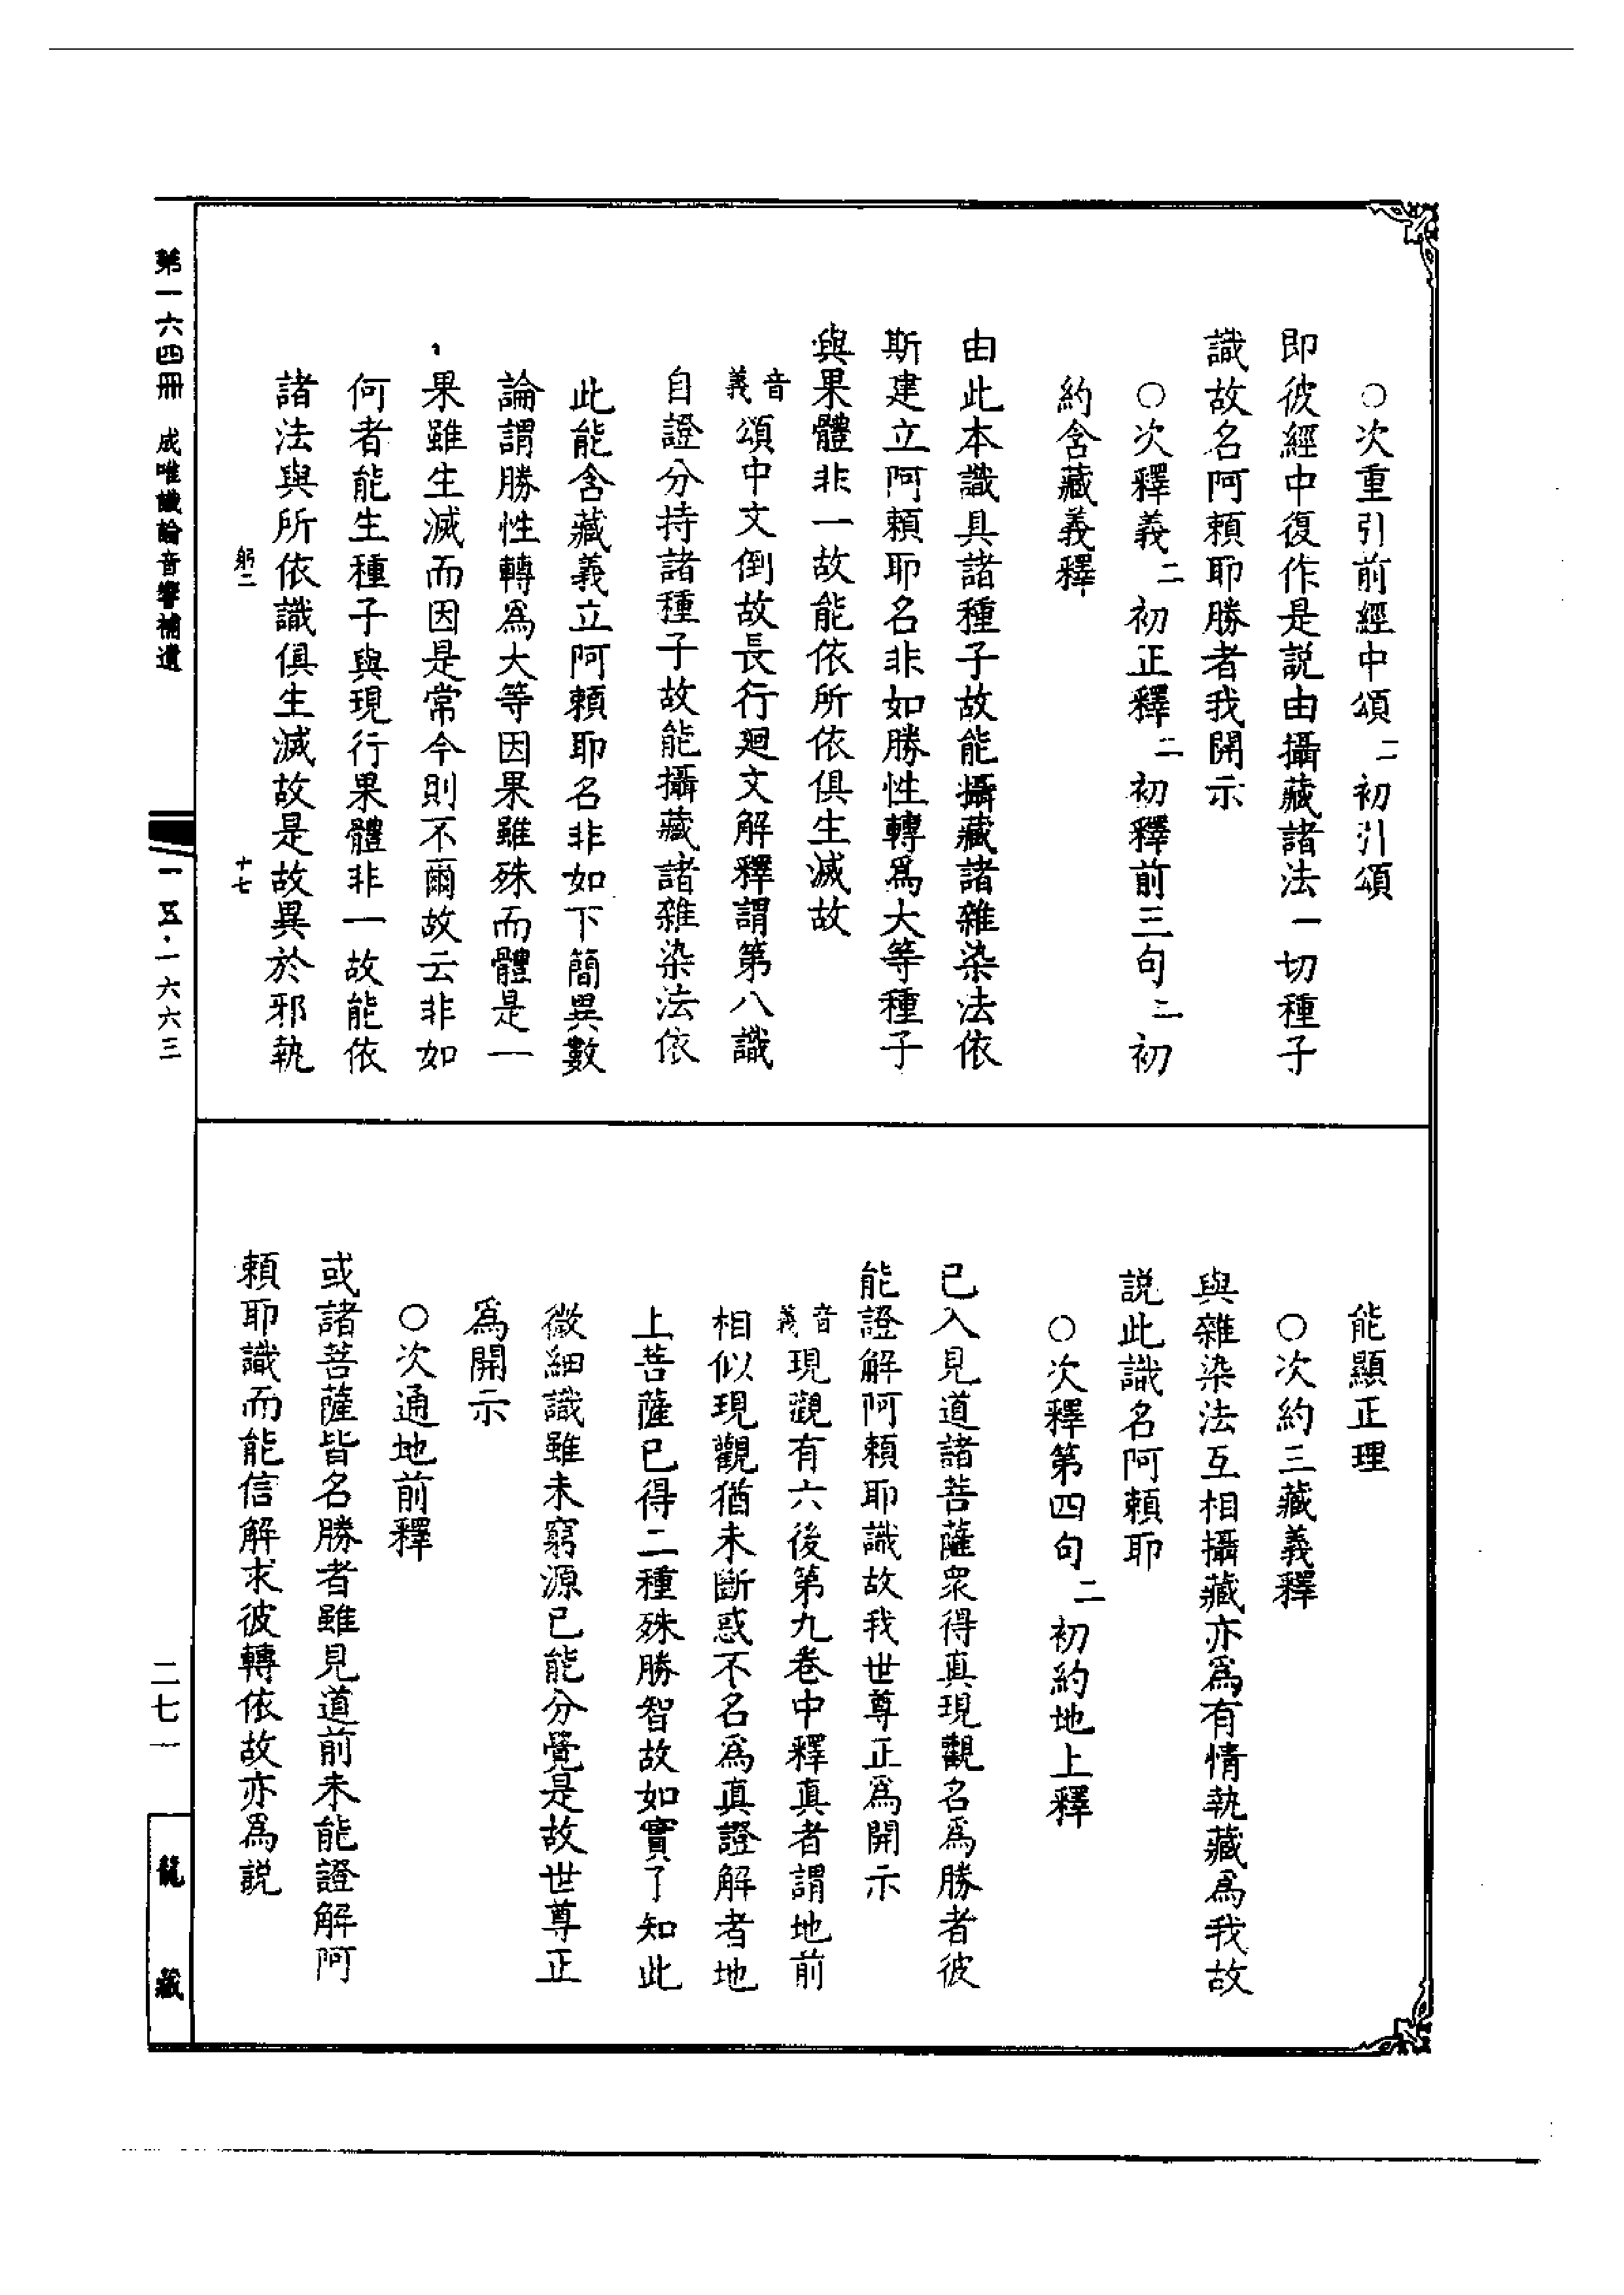 ○次重引前經中頌二初引頌
即彼經中復作是説由攝藏諸法一切種子
識故名阿頼耶勝者我開示
○次釋義二初正釋二初釋前三句二初
約含藏義釋
由此本識具諸種子故能攝藏諸雜染法依
斯建立阿頼耶名非如勝性轉爲大等種子
與果體非一故能依所依俱生滅故
音義頌中文倒故長行迴文解釋謂第八識
自證分持諸種子故能攝藏諸雜染法依
此能含藏義立阿頼耶名非如下簡異數
論謂勝性轉爲大等因果雖殊而體是一
果雖生滅而因是常今則不爾故云非如
何者能生種子與現行果體非一故能依
諸法與所依識俱生滅故是故異於邪執
躬二
十七
能顯正理
○次約三藏義釋
與雜染法互相攝藏亦爲有情執藏爲我故
説此識名阿頼耶
○次釋第四句二初約地上釋
已入見道諸菩薩衆得真現觀名爲勝者彼
能證解阿頼耶識故我世尊正爲開示
音義現觀有六後第九卷中釋真者謂地前
相似現觀猶未斷惑不名爲真證解者地
上菩薩已得二種殊勝智故如實了知此
微細識雖未窮源已能分覺是故世尊正
爲開示
○次通地前釋
或諸菩薩皆名勝者雖見道前未能證解阿
頼耶識而能信解求彼轉依故亦爲説
第一六四冊 成唯識論音響補遺
一一五·一六六三
二七一
龍藏